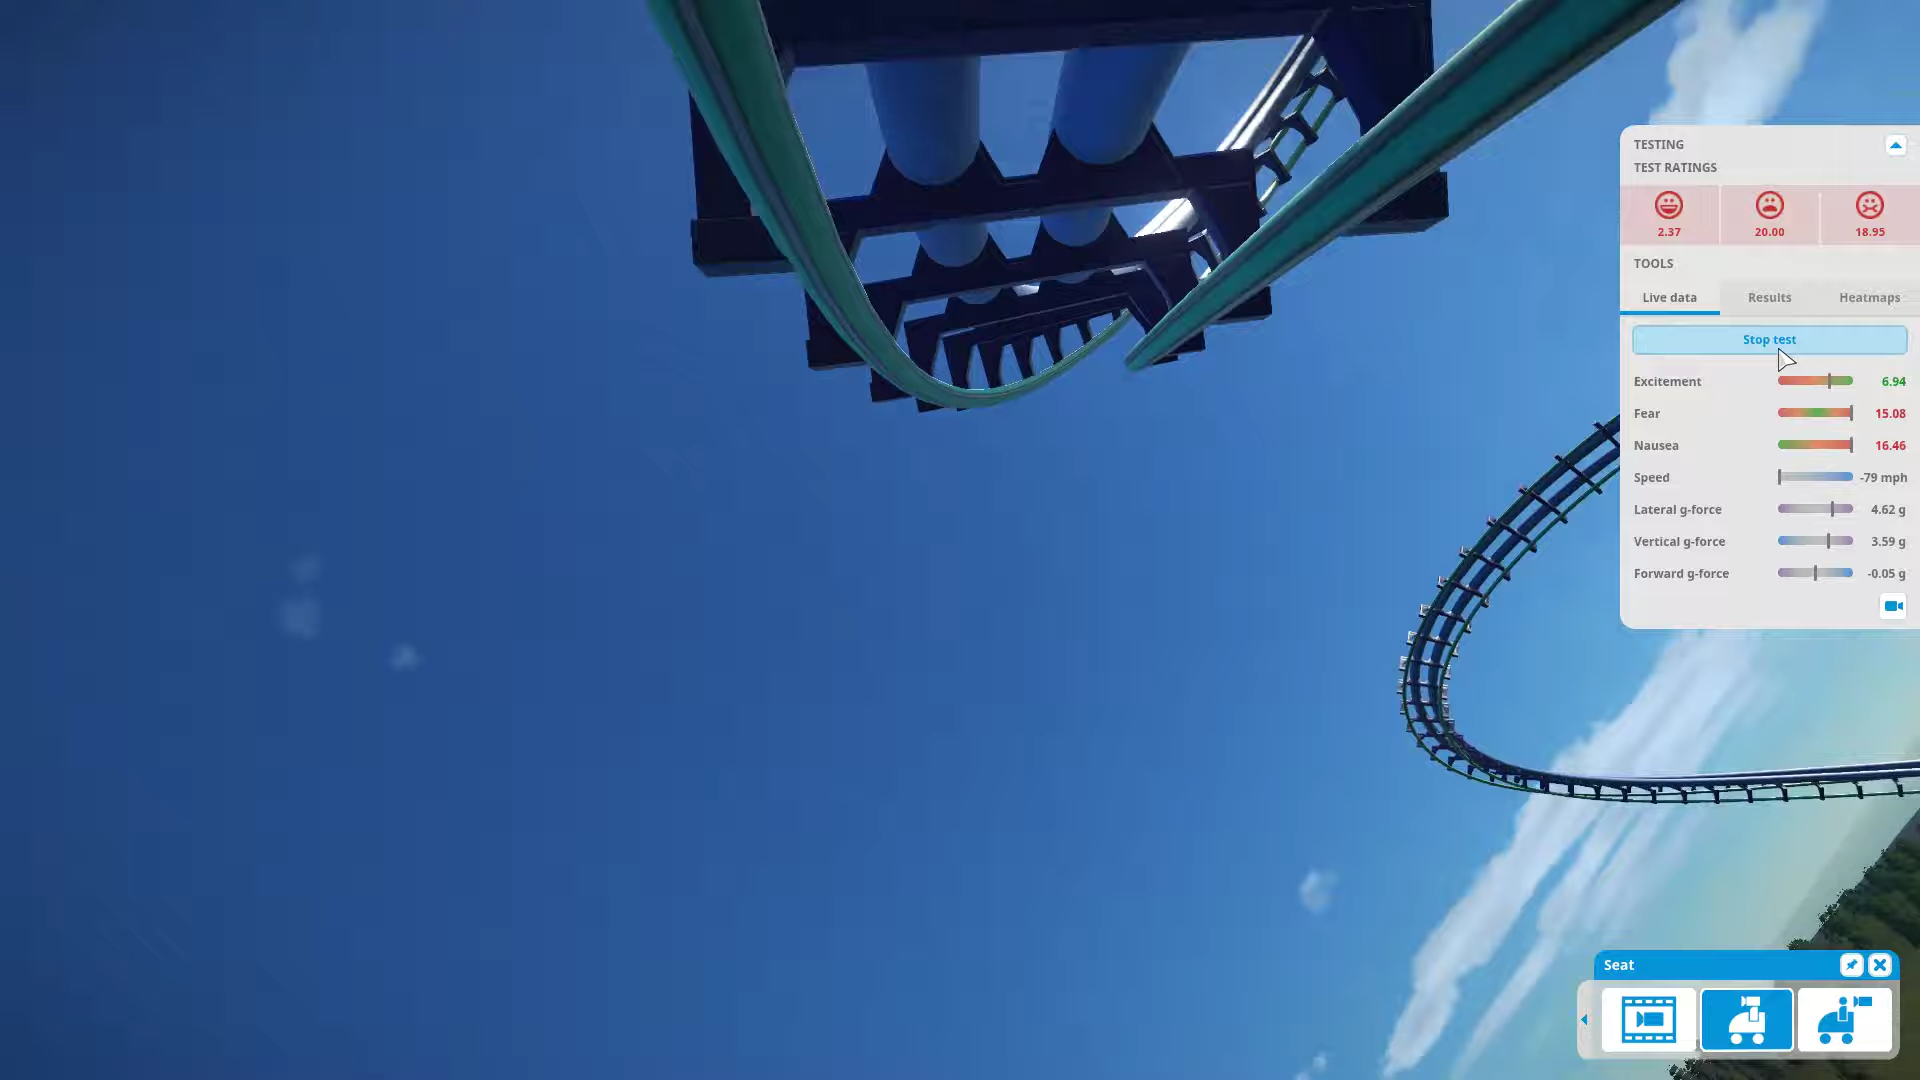 TESTING
TEST RATINGS
2.37 20.00 18.95
TOOLS
Live data Results Heatmaps
Stop test
Excitement 6.94
Fear 15.08
Nausea 16.46
Speed -79 mph
Lateral g-force 4.62 g
Vertical g-force 3.59 g
Forward g-force -0.05 g
Seat